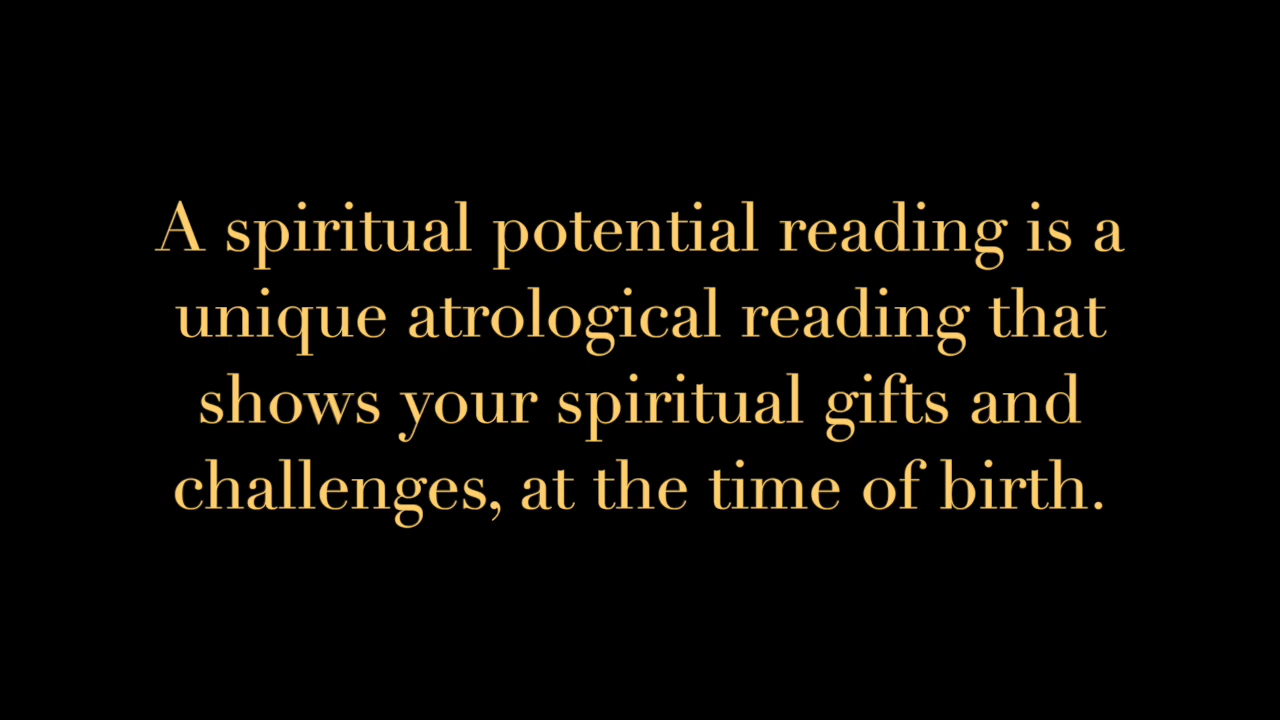 A spiritual potential reading is a
unique atrological reading that
shows your spiritual gifts and
challenges, at the time of birth.